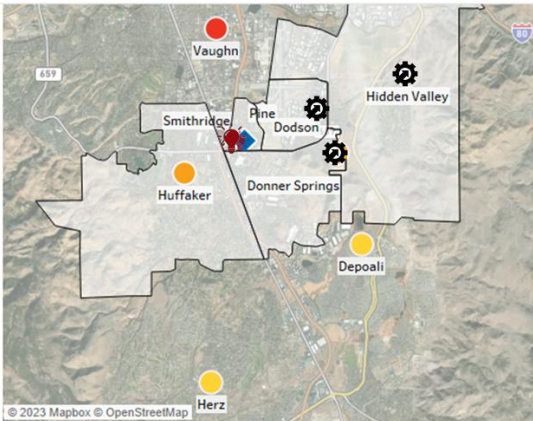 Vaughn
80
659
Hidden Valley
Pine
Smithridge
Dodson
Donner Springs
Huffaker
Depoali
Herz
© 2023 Mapbox © OpenStreetMap